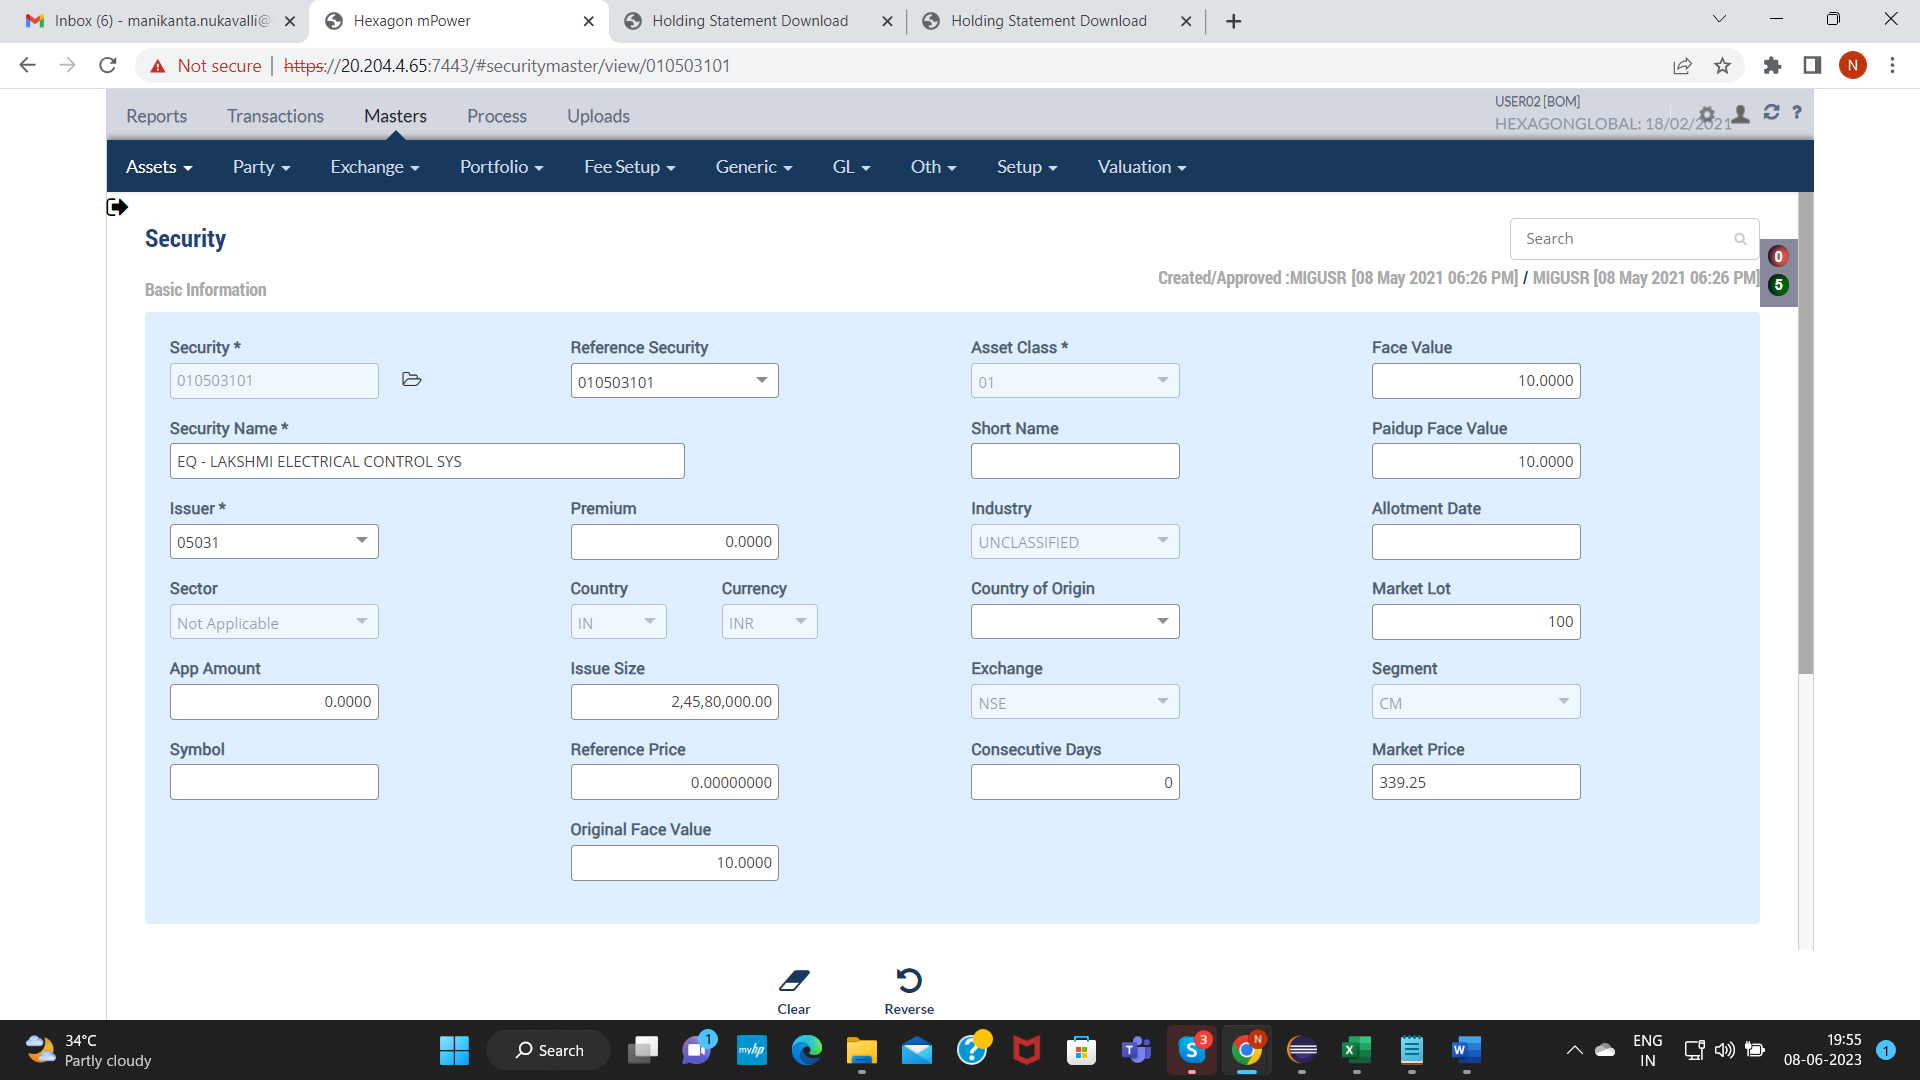 Inbox (6) - manikanta.nukavalli@
Hexagon mPower
Holding Statement Download
Holding Statement Download
Not secure
https://20.204.4.65:7443/#securitymaster/view/010503101
N
Reports
Transactions
Masters
Process
Uploads
USER02 [BOM]
HEXAGONGLOBAL: 18/02/2021
?
Assets
Party
Exchange
Portfolio
Fee Setup
Generic
GL
Oth
Setup
Valuation
Security
Search
0
5
Created/Approved :MIGUSR [08 May 2021 06:26 PM] / MIGUSR [08 May 2021 06:26 PM]
Basic Information
Security *
Reference Security
Asset Class *
Face Value
010503101
010503101
01
10.0000
Security Name *
Short Name
Paidup Face Value
EQ - LAKSHMI ELECTRICAL CONTROL SYS
10.0000
Issuer *
Premium
Industry
Allotment Date
05031
0.0000
UNCLASSIFIED
Sector
Country
Currency
Country of Origin
Market Lot
Not Applicable
IN
INR
100
App Amount
Issue Size
Exchange
Segment
0.0000
2,45,80,000.00
NSE
CM
Symbol
Reference Price
Consecutive Days
Market Price
0.00000000
0
339.25
Original Face Value
10.0000
Clear
Reverse
34°C
Partly cloudy
Search
1
myhp
?
T
S
3
N
X
W
ENG
IN
19:55
08-06-2023
1